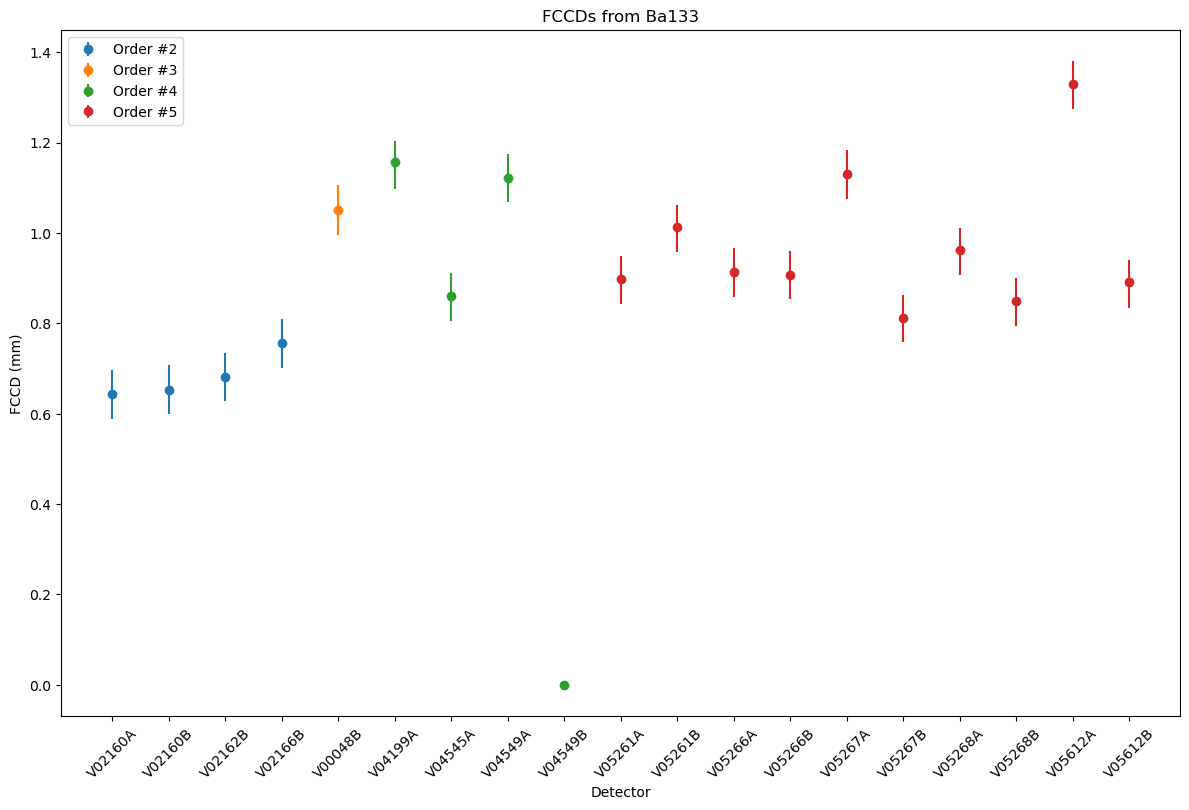 FCCDs from Ba133
Order #2
Order #3
Order #4
Order #5
FCCD (mm)
1.4
1.2
1.0
0.8
0.6
0.4
0.2
0.0
V02160A
V02160B
V02162B
V02166B
V00048B
V04199A
V04545A
V04549A
V04549B
V05261A
V05261B
V05266A
V05266B
V05267A
V05267B
V05268A
V05268B
V05612A
V05612B
Detector